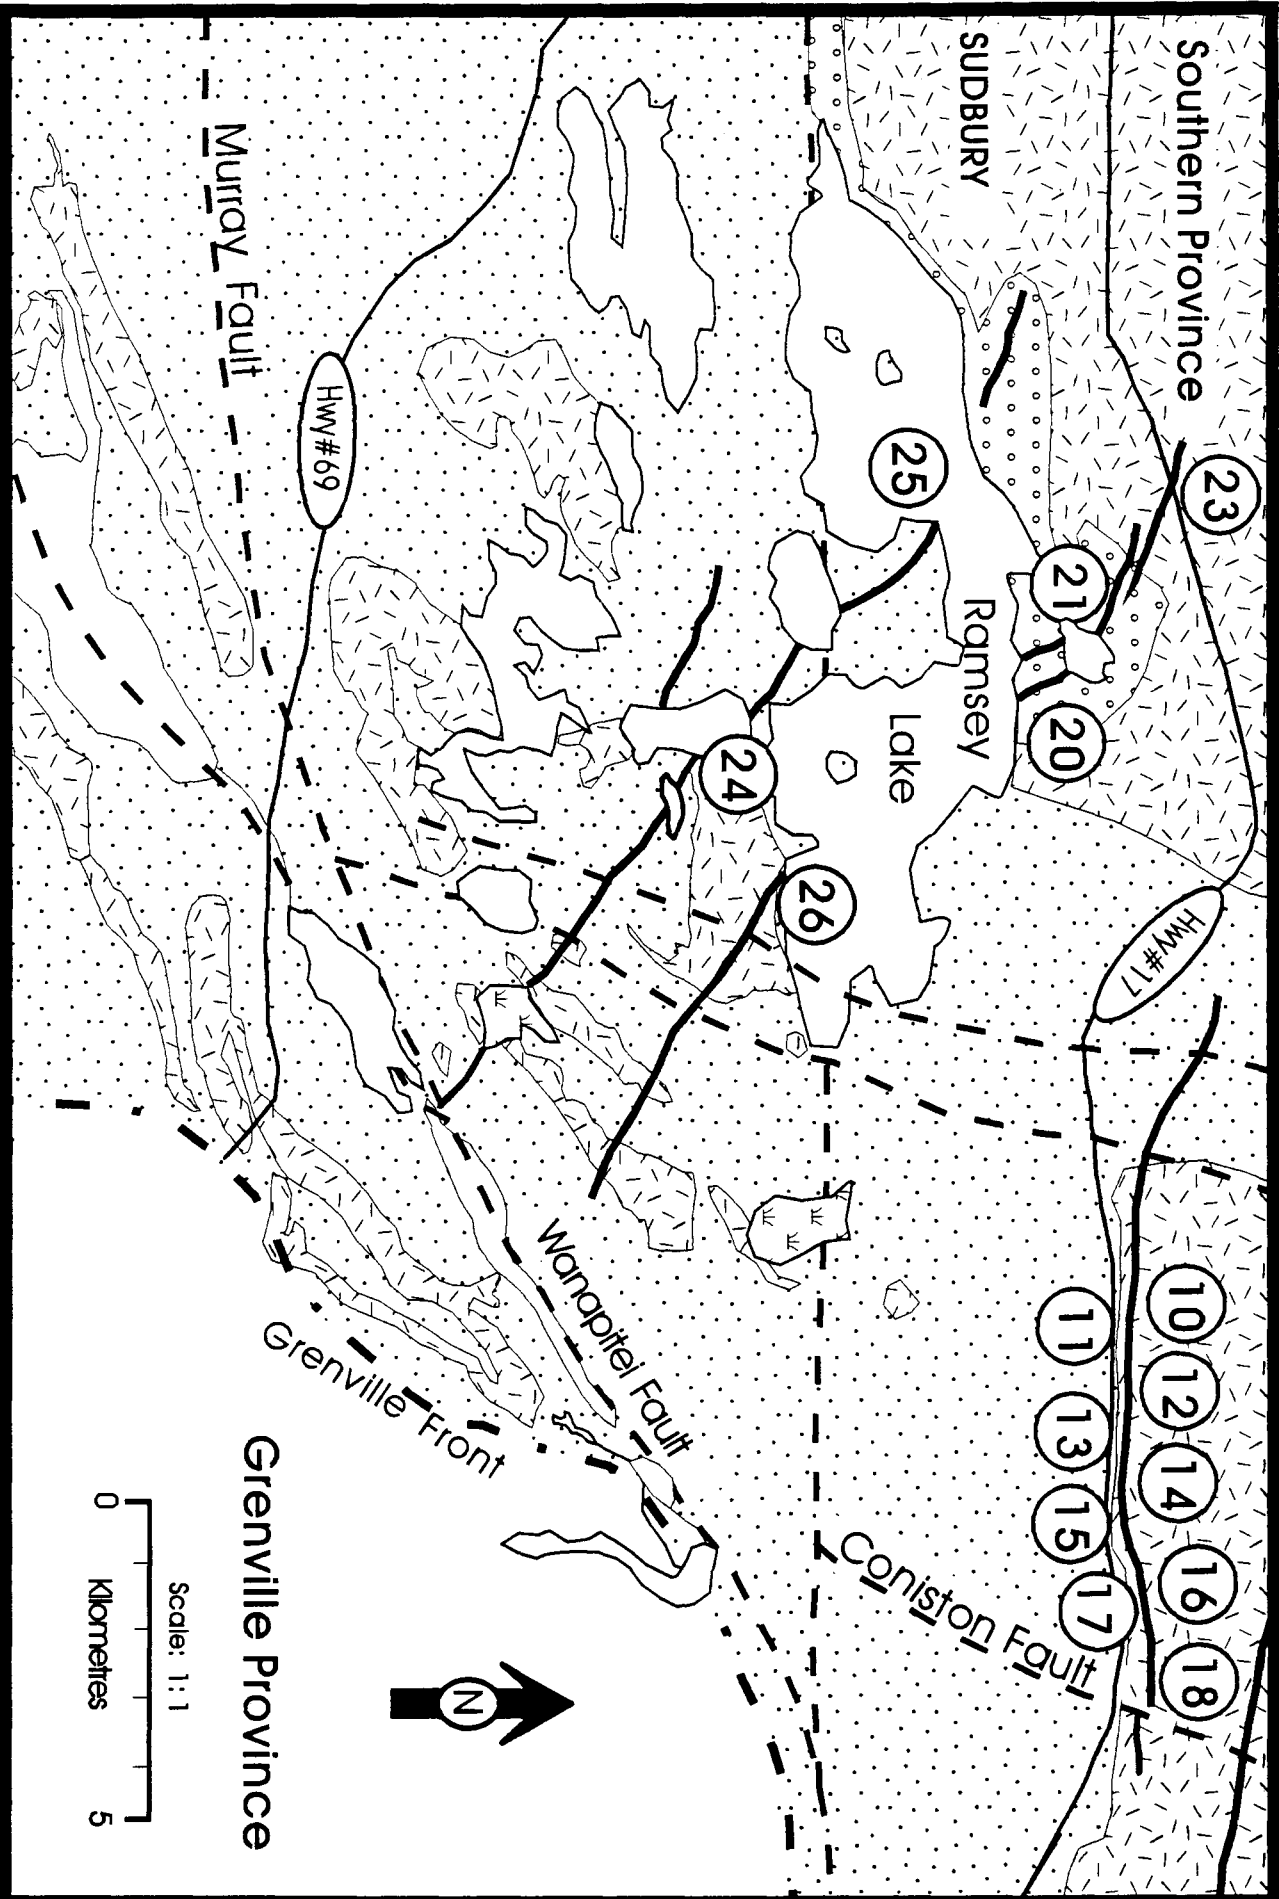 Southern Province
SUDBURY
23
Hwy#17
21
20
Ramsey
Lake
25
24
26
10
12
14
16
18
11
13
15
17
Murray Fault
Hwy#69
Wanapitei Fault
Coniston Fault
Grenville Front
Grenville Province
N
Scale: 1:1
0
5
Kilometres